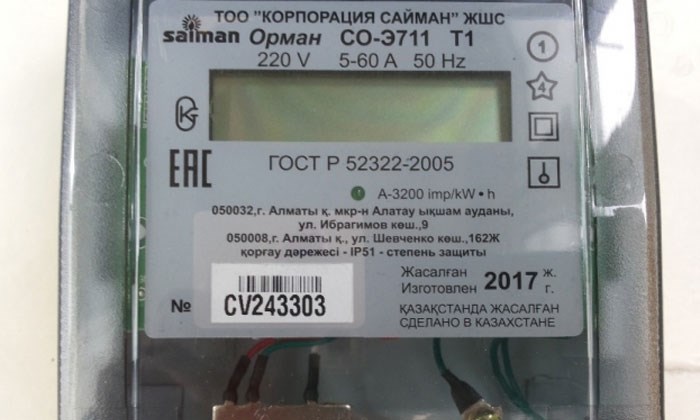 ТОО "КОРПОРАЦИЯ САЙМАН" ЖШС
saiman Орман СО-Э711 Т1
220 V 5-60 A 50 Hz
1
4
ЕАС
ГОСТ Р 52322-2005
A-3200 imp/kW•h
050032,г. Алматы қ. мкр-н Алатау ықшам ауданы,
ул. Ибрагимов көш.,9
050008,г. Алматы қ., ул. Шевченко көш.,162Ж
қорғау дәрежесі - IP51 - степень защиты
Жасалған 2017 ж.
Изготовлен г.
№ CV243303
ҚАЗАҚСТАНДА ЖАСАЛҒАН
СДЕЛАНО В КАЗАХСТАНЕ